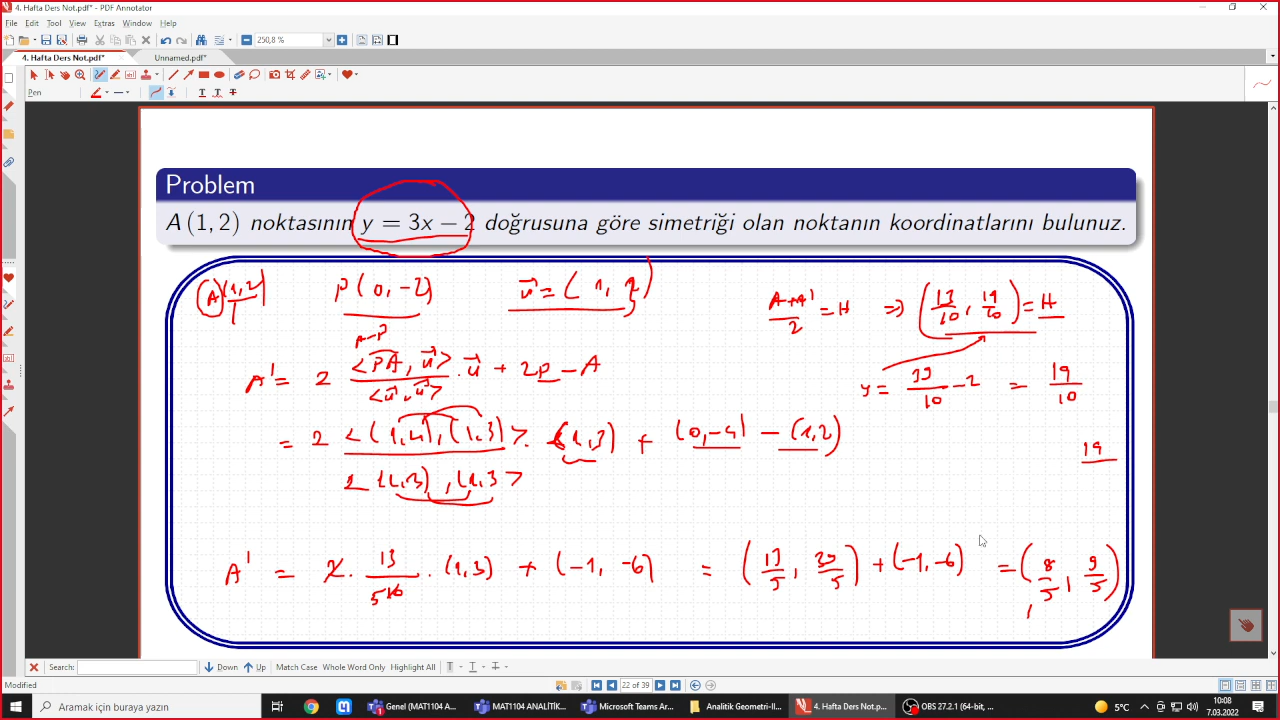 4. Hafta Ders Not.pdf* - PDF Annotator
File Edit Tool View Extras Window Help
250,8 %
4. Hafta Ders Not.pdf* Unnamed.pdf*
Pen
Problem
A (1, 2) noktasının y = 3x − 2 doğrusuna göre simetriği olan noktanın koordinatlarını bulunuz.
A(1,2) P(0,-2)
A+A'/2 = H ⇒ (13/10, 19/10) = H
A-P
A' = 2 <PA, u>/<u, u> . u + 2P - A
y = 39/10 - 2 = 19/10
= 2 <(1,4),(1,3)>/<(1,3),(1,3)> . (1,3) + (0,-4) - (1,2)
19
A' = 2 . 13/10 5 . (1,3) + (-1,-6) = (13/5, 39/5) + (-1,-6) = (8/5, 9/5)
Search: Down Up Match Case Whole Word Only Highlight All
Modified 22 of 39
Aramak için buraya yazın Genel (MAT1104 A... MAT1104 ANALİTİK... Microsoft Teams Ar... Analitik Geometri-II... 4. Hafta Ders Not.p... OBS 27.2.1 (64-bit, ... 5°C 10:08
7.03.2022